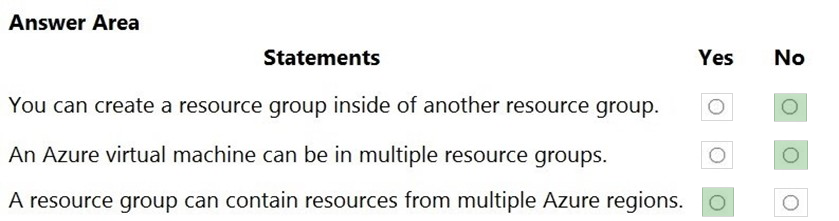 Answer Area
Statements Yes No
You can create a resource group inside of another resource group.
An Azure virtual machine can be in multiple resource groups.
A resource group can contain resources from multiple Azure regions.